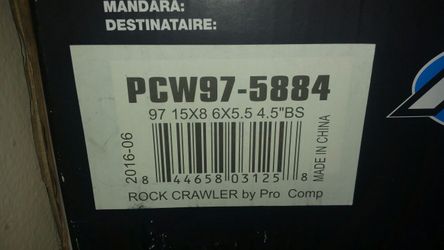 MANDARA:
DESTINATAIRE:
PCW97-5884
97 15X8 6X5.5 4.5"BS
2016-06
MADE IN CHINA
8 44658 03125 8
ROCK CRAWLER by Pro Comp